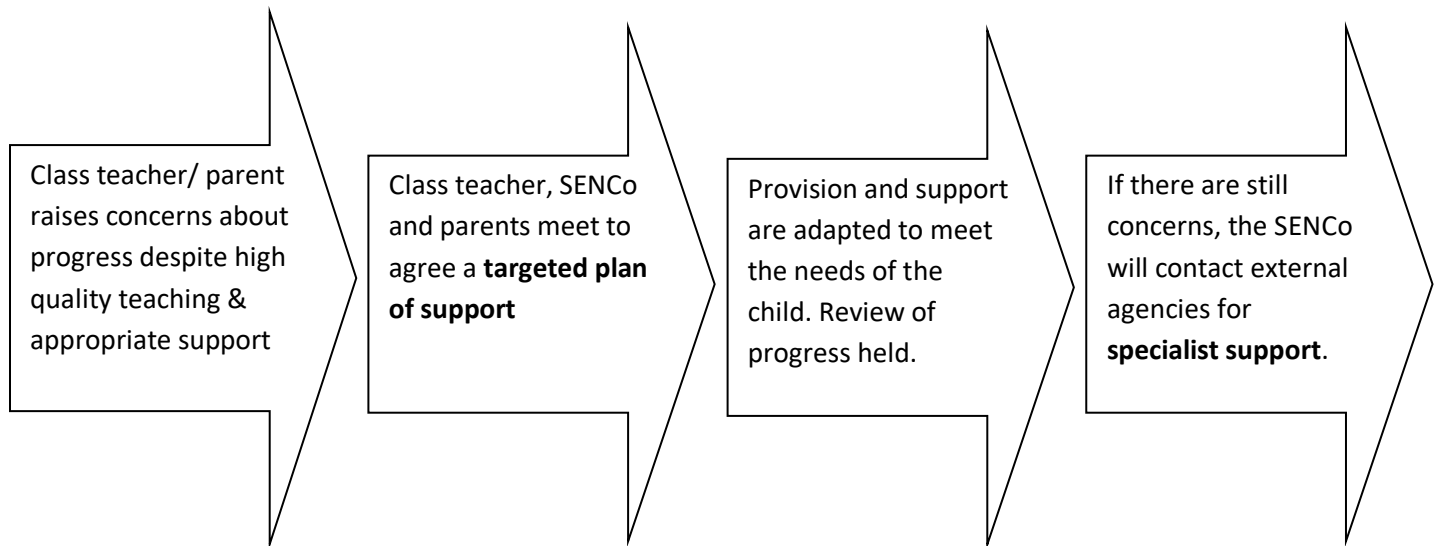 Class teacher/ parent
raises concerns about
progress despite high
quality teaching &
appropriate support
Class teacher, SENCo
and parents meet to
agree a targeted plan
of support
Provision and support
are adapted to meet
the needs of the
child. Review of
progress held.
If there are still
concerns, the SENCo
will contact external
agencies for
specialist support.